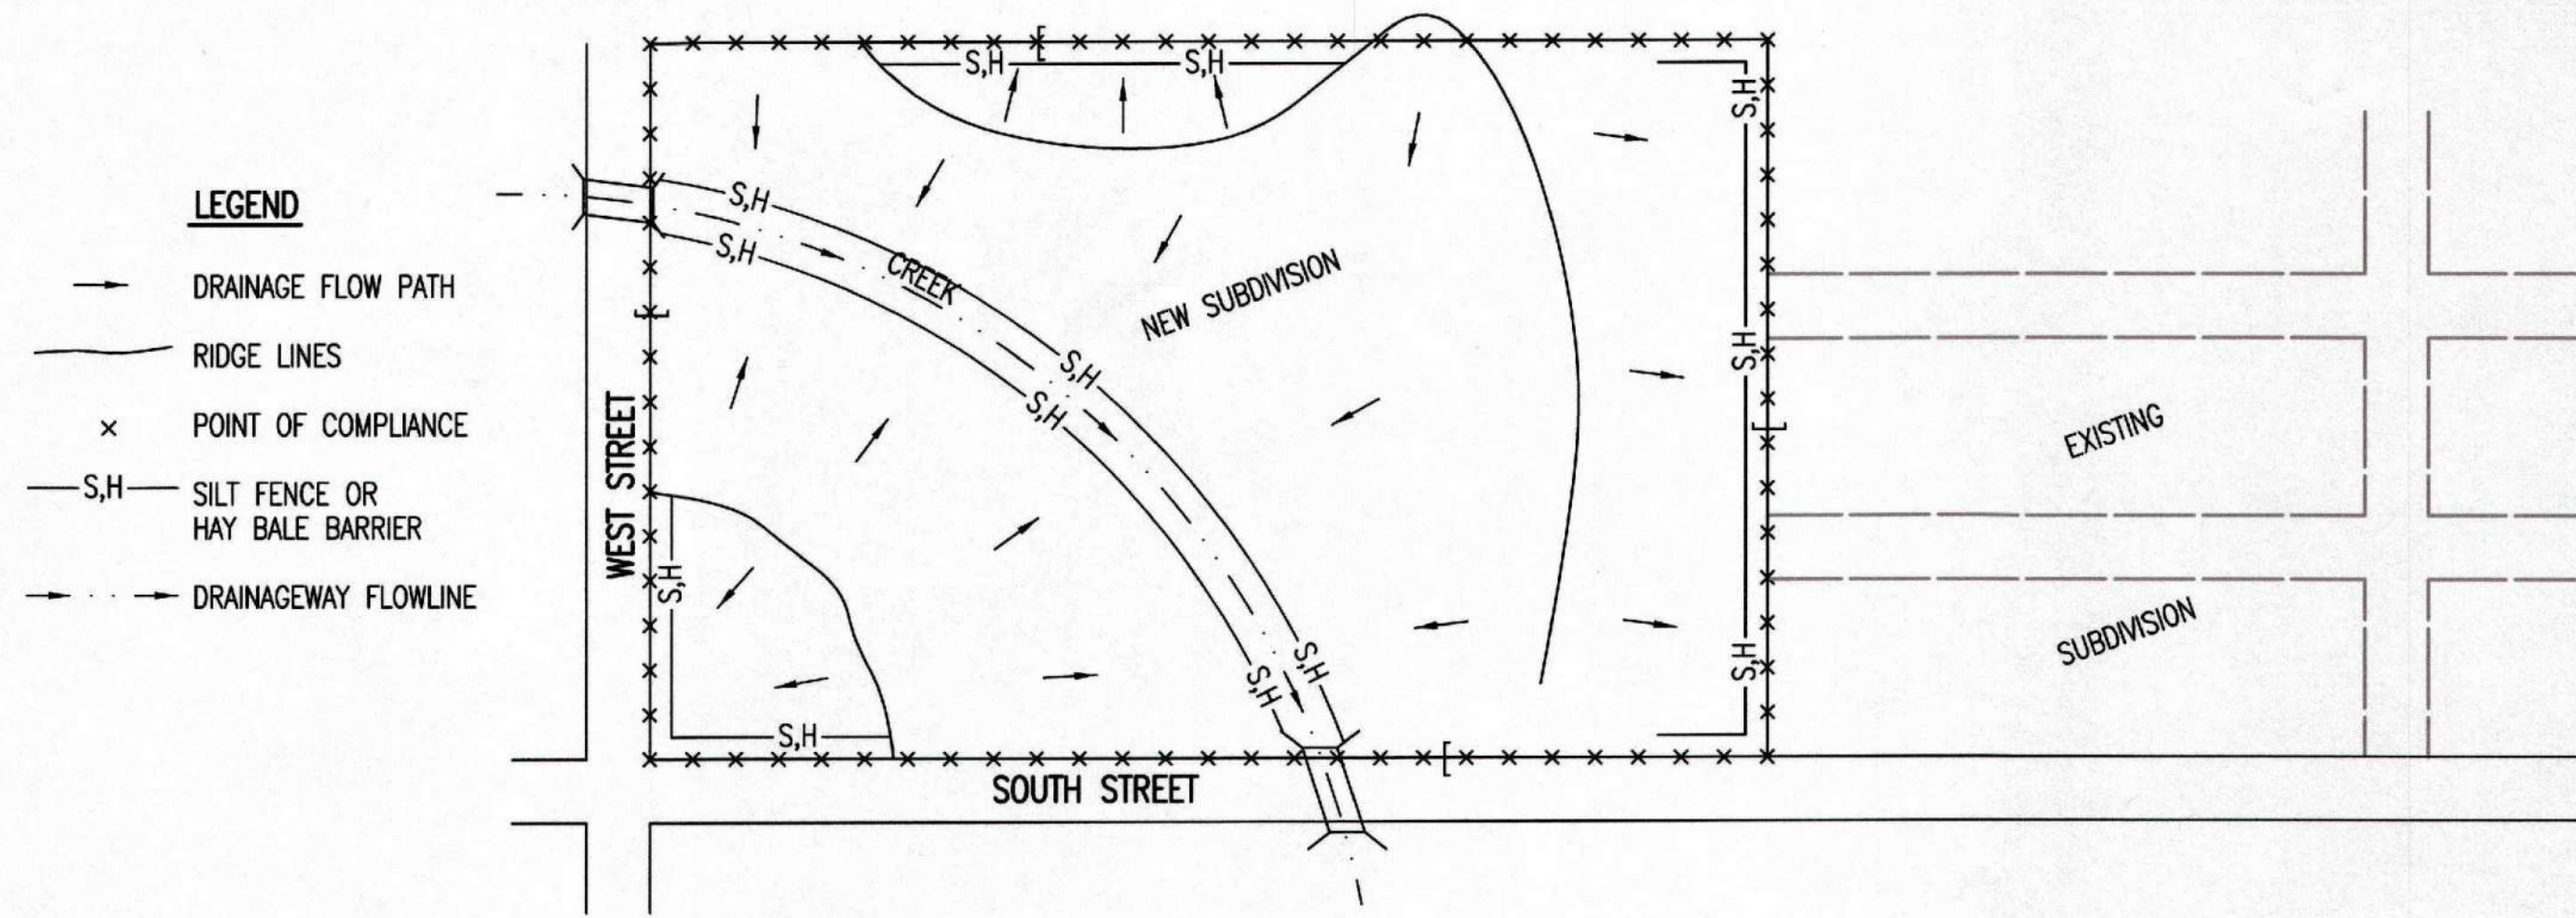 LEGEND
DRAINAGE FLOW PATH
RIDGE LINES
× POINT OF COMPLIANCE
S,H SILT FENCE OR
HAY BALE BARRIER
DRAINAGEWAY FLOWLINE
S,H
S,H
S,H
S,H
S,H
CREEK
NEW SUBDIVISION
S,H
S,H
S,H
S,H
WEST STREET
S,H
S,H
S,H
S,H
S,H
SOUTH STREET
EXISTING
SUBDIVISION